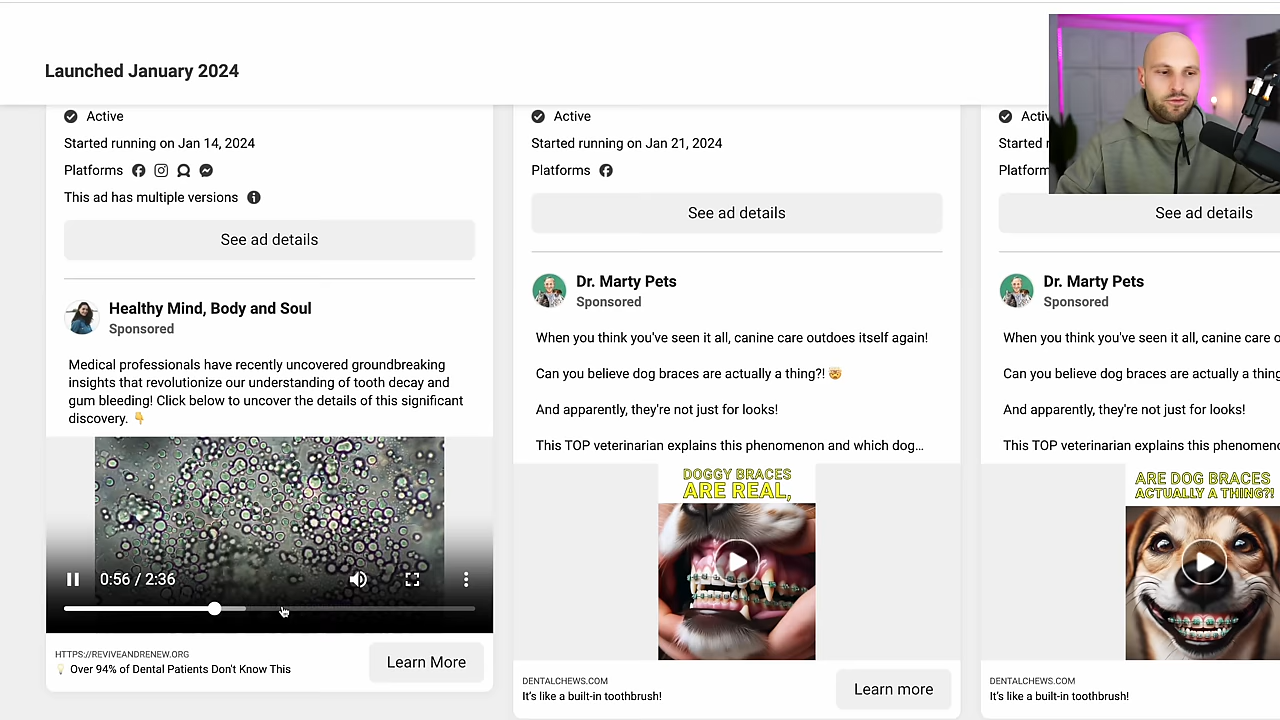 Launched January 2024
Active
Started running on Jan 14, 2024
Platforms
This ad has multiple versions
See ad details
Healthy Mind, Body and Soul
Sponsored
Medical professionals have recently uncovered groundbreaking
insights that revolutionize our understanding of tooth decay and
gum bleeding! Click below to uncover the details of this significant
discovery. 👇
0:56 / 2:36
HTTPS://REVIVEANDRENEW.ORG
💡 Over 94% of Dental Patients Don't Know This
Learn More
Active
Started running on Jan 21, 2024
Platforms
See ad details
Dr. Marty Pets
Sponsored
When you think you've seen it all, canine care outdoes itself again!
Can you believe dog braces are actually a thing?! 🤯
And apparently, they're not just for looks!
This TOP veterinarian explains this phenomenon and which dog...
DOGGY BRACES
ARE REAL,
DENTALCHEWS.COM
It's like a built-in toothbrush!
Learn more
Started
See ad details
Dr. Marty Pets
Sponsored
When you think you've seen it all, canine care
Can you believe dog braces are actually a
And apparently, they're not just for looks!
This TOP veterinarian explains this
ARE DOG BRACES
ACTUALLY A THING?!
DENTALCHEWS.COM
It's like a built-in toothbrush!